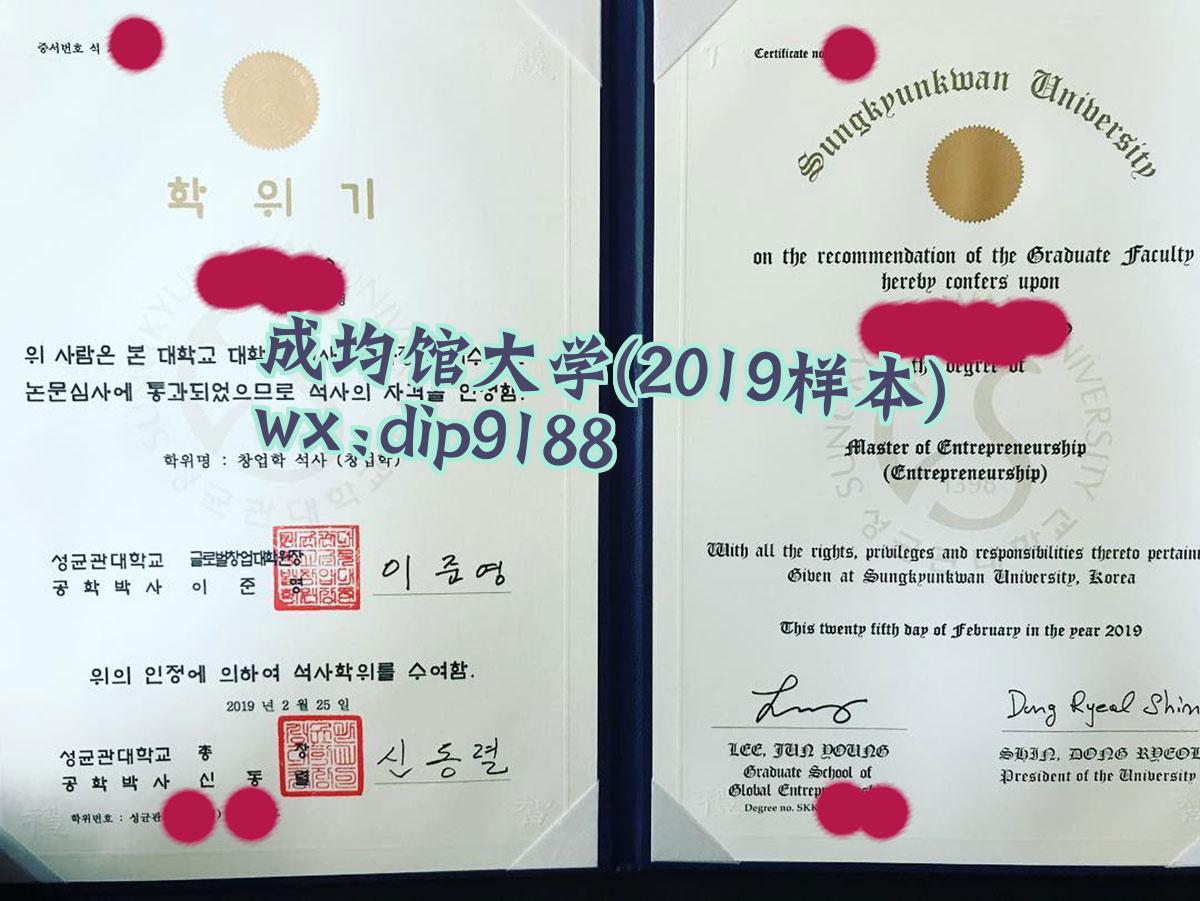 증서번호 석
학 위 기
위 사람은 본 대학교 대학
논문심사에 통과되었으므로 석사의 자격을 인정함.
학위명 : 창업학 석사 (창업학)
성균관대학교 글로벌창업대학원장
공학박사 이 준 영
이 준 영
위의 인정에 의하여 석사학위를 수여함.
2019 년 2 월 25 일
성균관대학교 총 장
공학박사 신 동 렬
신 동 렬
학위번호 : 성균관
成均馆大学(2019样本)
wx:dip9188
Certificate no
Sungkyunkwan University
on the recommendation of the Graduate Faculty
hereby confers upon
the degree of
Master of Entrepreneurship
(Entrepreneurship)
With all the rights, privileges and responsibilities thereto pertain
Given at Sungkyunkwan University, Korea
This twenty fifth day of February in the year 2019
Dong Ryeol Shin
LEE, JUN YOUNG
Graduate School of
Global
Degree no. SKK
SHIN, DONG RYEOL
President of the University